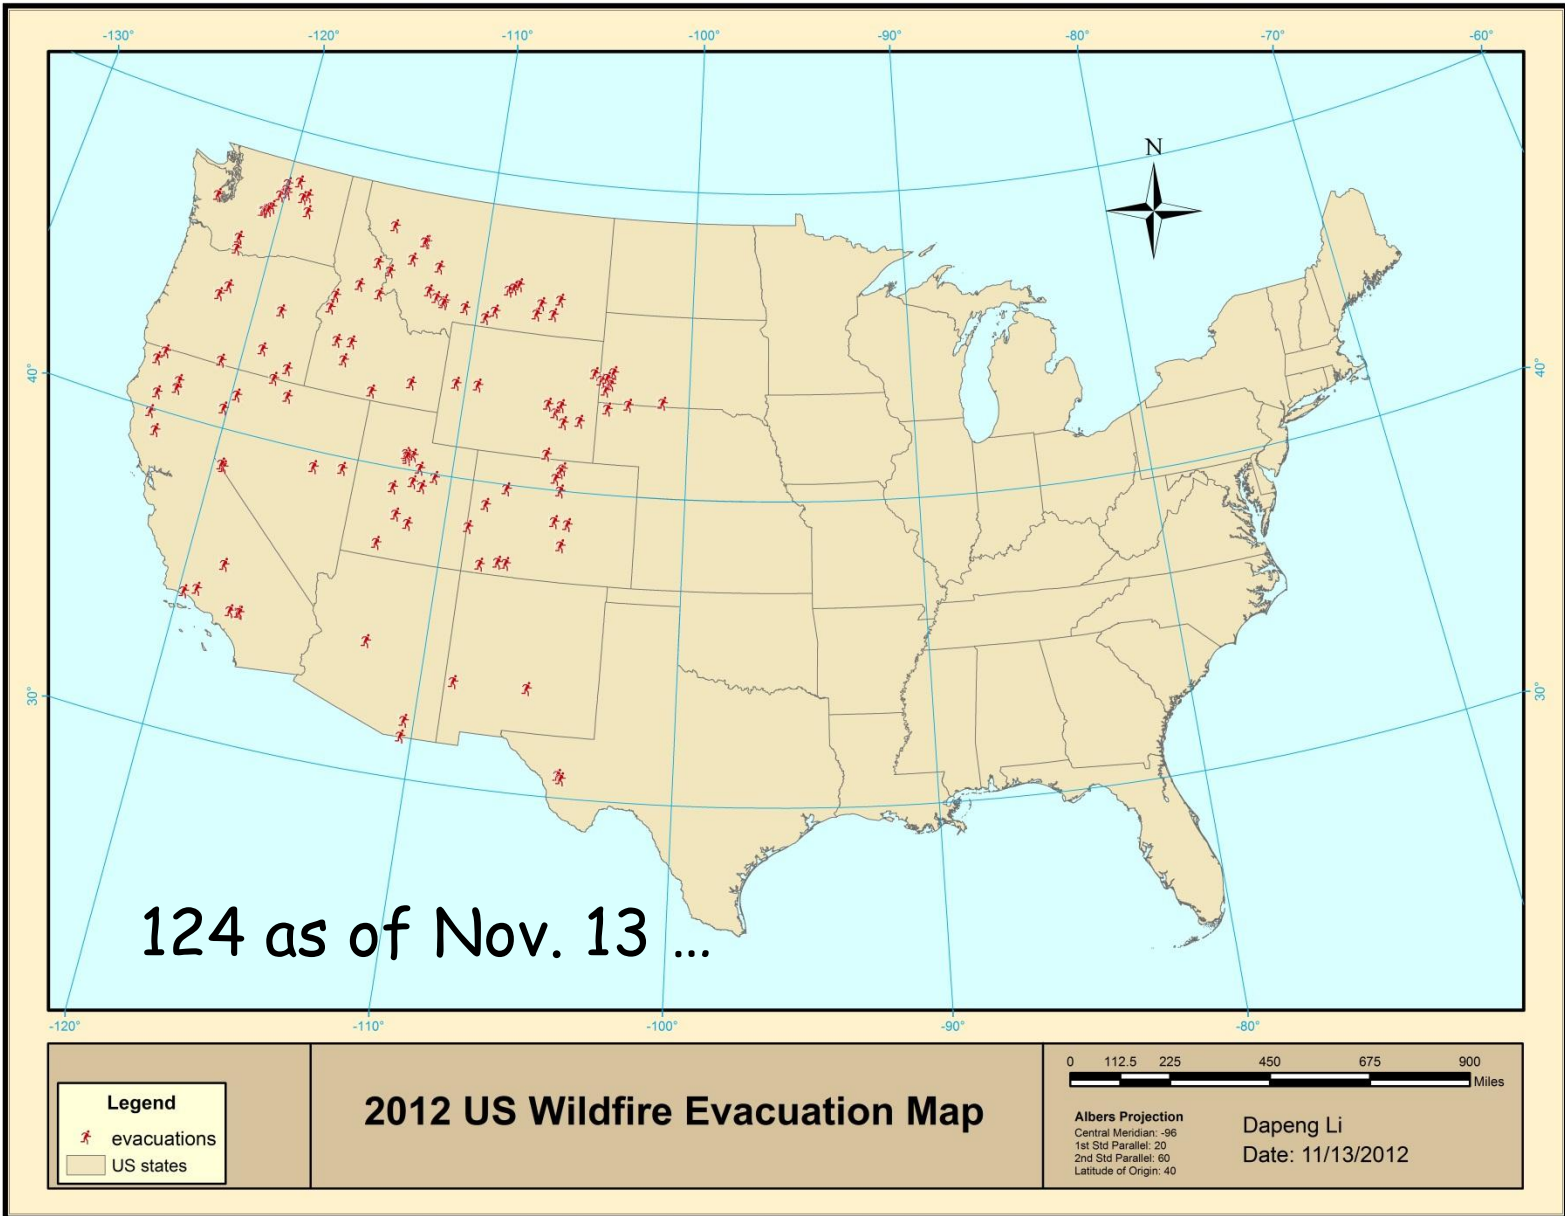 -130° -120° -110° -100° -90° -80° -70° -60°
N
40° 40°
30° 30°
124 as of Nov. 13 ...
-120° -110° -100° -90° -80°
Legend
evacuations
US states
2012 US Wildfire Evacuation Map
0 112.5 225 450 675 900
Miles
Albers Projection
Central Meridian: -96
1st Std Parallel: 20
2nd Std Parallel: 60
Latitude of Origin: 40
Dapeng Li
Date: 11/13/2012